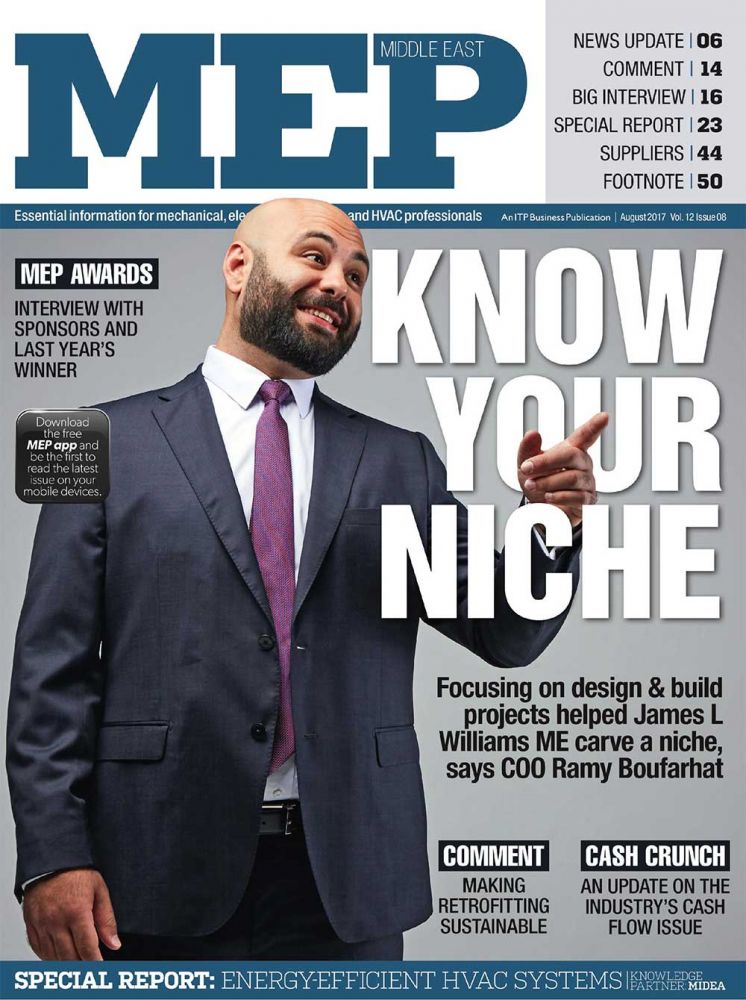 MEP
MIDDLE EAST
NEWS UPDATE | 06
COMMENT | 14
BIG INTERVIEW | 16
SPECIAL REPORT | 23
SUPPLIERS | 44
FOOTNOTE | 50
Essential information for mechanical, ele and HVAC professionals
An ITP Business Publication | August 2017 Vol. 12 Issue 08
MEP AWARDS
INTERVIEW WITH
SPONSORS AND
LAST YEAR'S
WINNER
Download
the free
MEP app and
be the first to
read the latest
issue on your
mobile devices.
KNOW
YOUR
NICHE
Focusing on design & build
projects helped James L
Williams ME carve a niche,
says COO Ramy Boufarhat
COMMENT
MAKING
RETROFITTING
SUSTAINABLE
CASH CRUNCH
AN UPDATE ON THE
INDUSTRY'S CASH
FLOW ISSUE
SPECIAL REPORT: ENERGY-EFFICIENT HVAC SYSTEMS
KNOWLEDGE
PARTNER: MIDEA